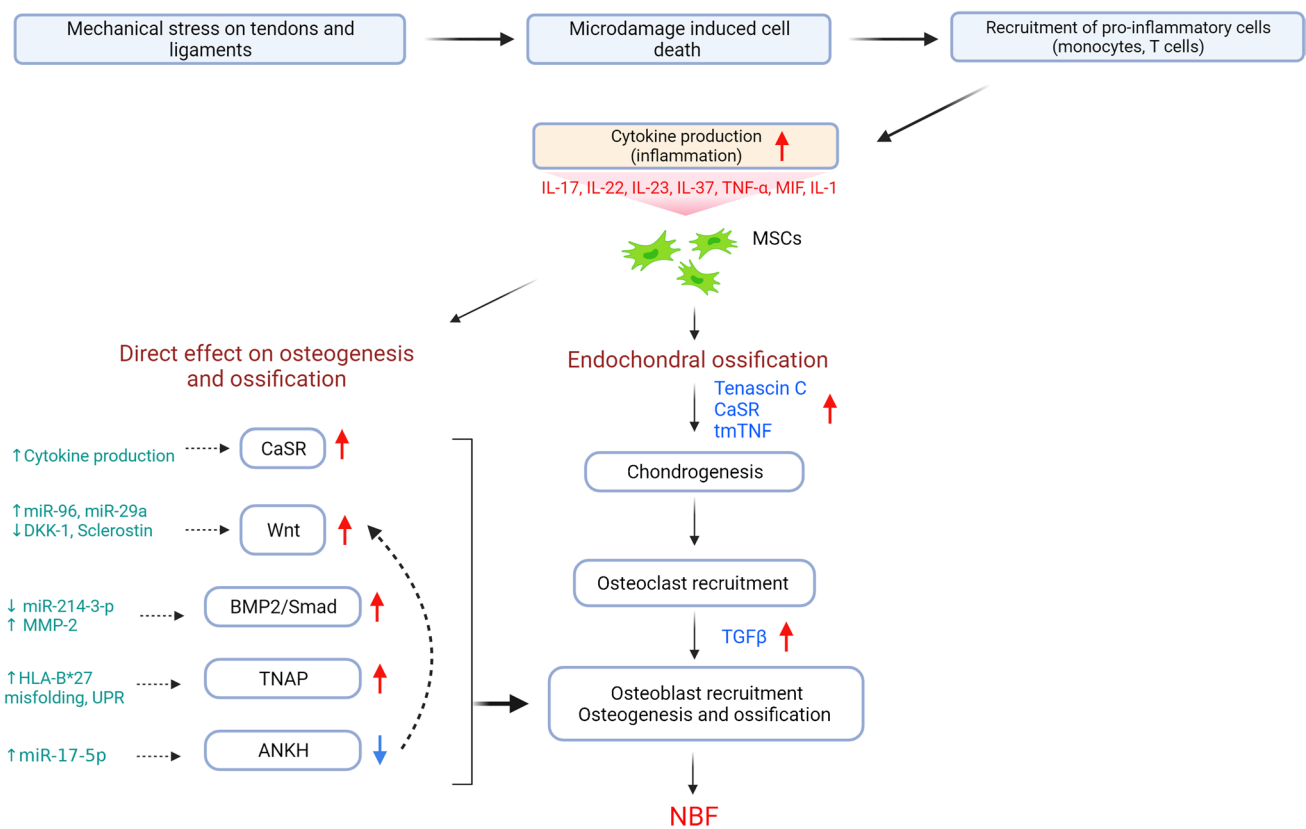 Mechanical stress on tendons and
ligaments
Microdamage induced cell
death
Recruitment of pro-inflammatory cells
(monocytes, T cells)
Cytokine production
(inflammation)
IL-17, IL-22, IL-23, IL-37, TNF-α, MIF, IL-1
MSCs
Direct effect on osteogenesis
and ossification
↑Cytokine production
CaSR
↑miR-96, miR-29a
↓DKK-1, Sclerostin
Wnt
↓ miR-214-3-p
↑ MMP-2
BMP2/Smad
↑HLA-B*27
misfolding, UPR
TNAP
↑miR-17-5p
ANKH
Endochondral ossification
Tenascin C
CaSR
tmTNF
Chondrogenesis
Osteoclast recruitment
TGFβ
Osteoblast recruitment
Osteogenesis and ossification
NBF